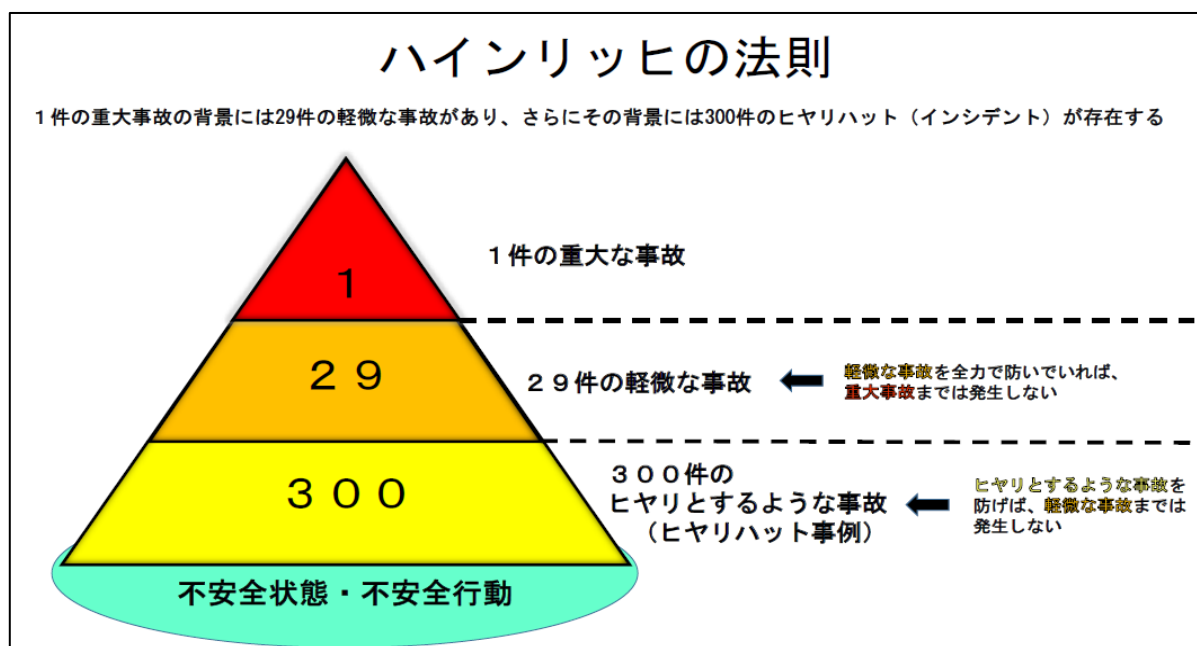 ハインリッヒの法則
1件の重大事故の背景には29件の軽微な事故があり、さらにその背景には300件のヒヤリハット（インシデント）が存在する
1
１件の重大な事故
２９
２９件の軽微な事故
軽微な事故を全力で防いでいれば、
重大事故までは発生しない
３００
３００件の
ヒヤリとするような事故
（ヒヤリハット事例）
ヒヤリとするような事故を
防げば、軽微な事故までは
発生しない
不安全状態・不安全行動